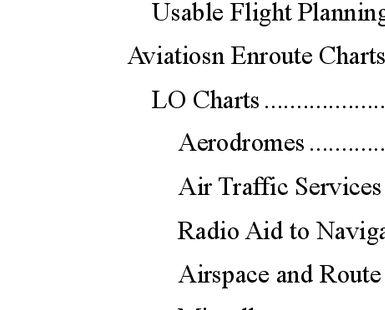 Usable Flight Planning
Aviatiosn Enroute Charts
LO Charts ...................
Aerodromes ............
Air Traffic Services
Radio Aid to Naviga
Airspace and Route